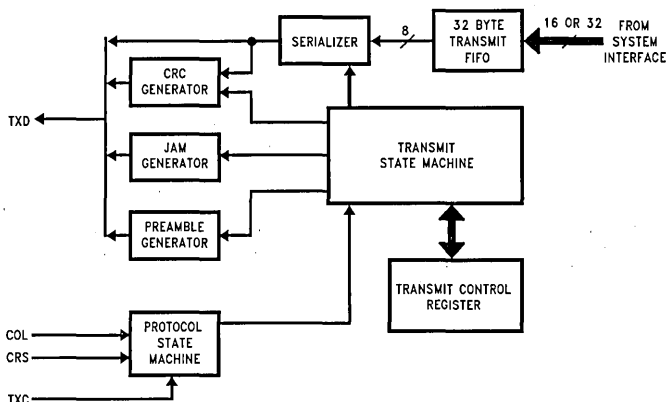 SERIALIZER
8
32 BYTE
TRANSMIT
FIFO
16 OR 32
FROM
SYSTEM
INTERFACE
CRC
GENERATOR
TXD
JAM
GENERATOR
TRANSMIT
STATE MACHINE
PREAMBLE
GENERATOR
TRANSMIT CONTROL
REGISTER
COL
CRS
TXC
PROTOCOL
STATE
MACHINE